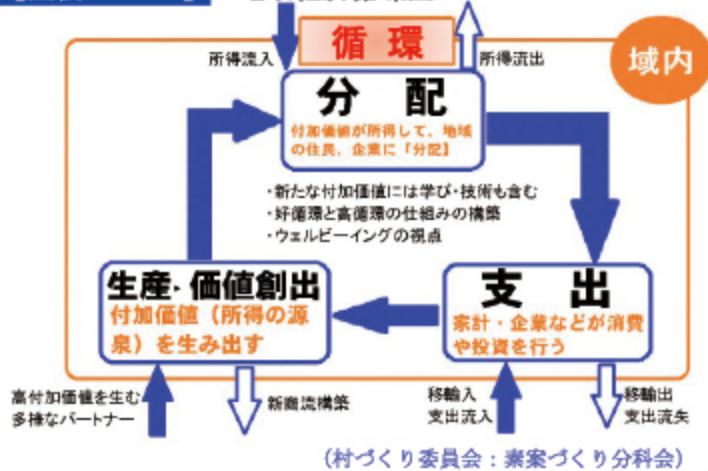 循環
域内
所得流入
所得流出
分配
付加価値が所得して、地域
の住民、企業に「分配】
・新たな付加価値には学び・技術も含む
・好循環と高循環の仕組みの構築
・ウェルビーイングの視点
生産・価値創出
付加価値（所得の源
泉）を生み出す
支出
家計・企業などが消費
や投資を行う
高付加価値を生む
多様なパートナー
新商流構築
移輸入
支出流入
移輸出
支出流失
（村づくり委員会：素案づくり分科会）